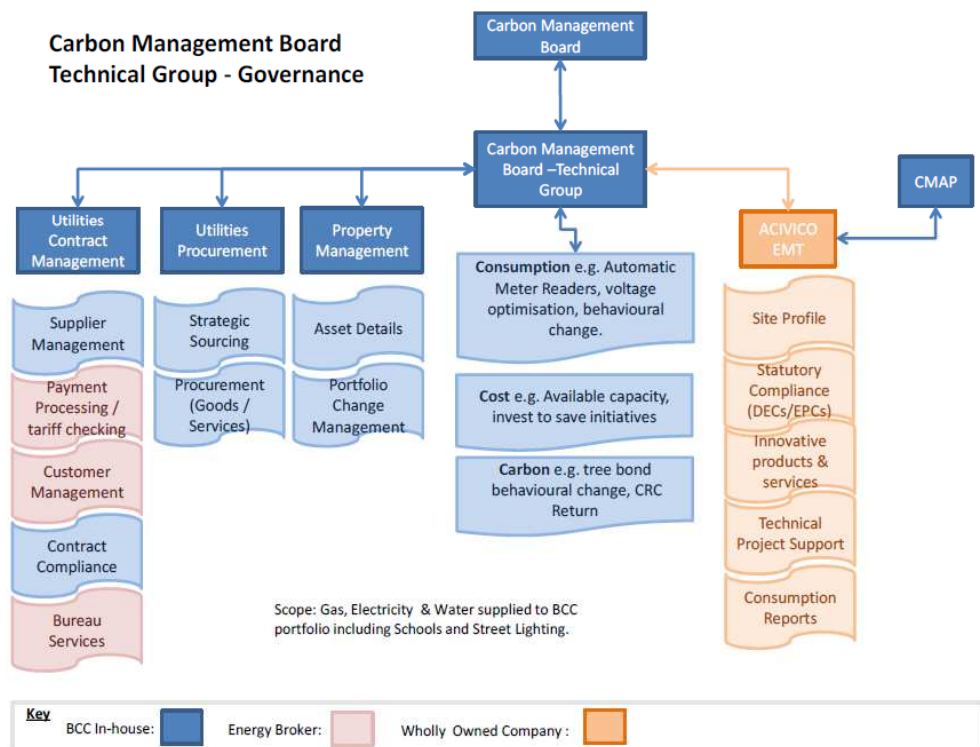 Carbon Management Board
Technical Group - Governance
Carbon Management
Board
Carbon Management
Board –Technical
Group
CMAP
Utilities
Contract
Management
Utilities
Procurement
Property
Management
ACIVICO
EMT
Supplier
Management
Payment
Processing /
tariff checking
Customer
Management
Contract
Compliance
Bureau
Services
Strategic
Sourcing
Procurement
(Goods /
Services)
Asset Details
Portfolio
Change
Management
Consumption e.g. Automatic
Meter Readers, voltage
optimisation, behavioural
change.
Cost e.g. Available capacity,
invest to save initiatives
Carbon e.g. tree bond
behavioural change, CRC
Return
Site Profile
Statutory
Compliance
(DECs/EPCs)
Innovative
products &
services
Technical
Project Support
Consumption
Reports
Scope: Gas, Electricity & Water supplied to BCC
portfolio including Schools and Street Lighting.
Key
BCC In-house:
Energy Broker:
Wholly Owned Company :